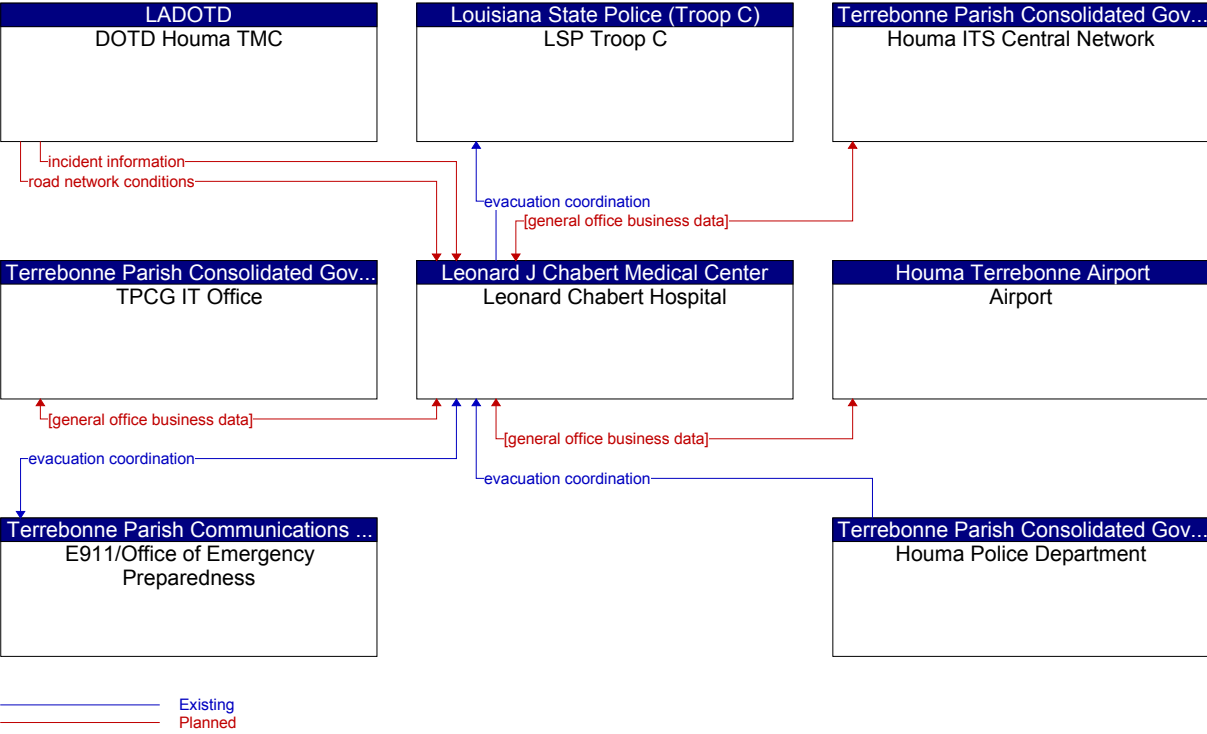 LADOTD
DOTD Houma TMC
Louisiana State Police (Troop C)
LSP Troop C
Terrebonne Parish Consolidated Gov...
Houma ITS Central Network
incident information
road network conditions
evacuation coordination
[general office business data]
Terrebonne Parish Consolidated Gov...
TPCG IT Office
Leonard J Chabert Medical Center
Leonard Chabert Hospital
Houma Terrebonne Airport
Airport
[general office business data]
[general office business data]
evacuation coordination
evacuation coordination
Terrebonne Parish Communications ...
E911/Office of Emergency
Preparedness
Terrebonne Parish Consolidated Gov...
Houma Police Department
Existing
Planned